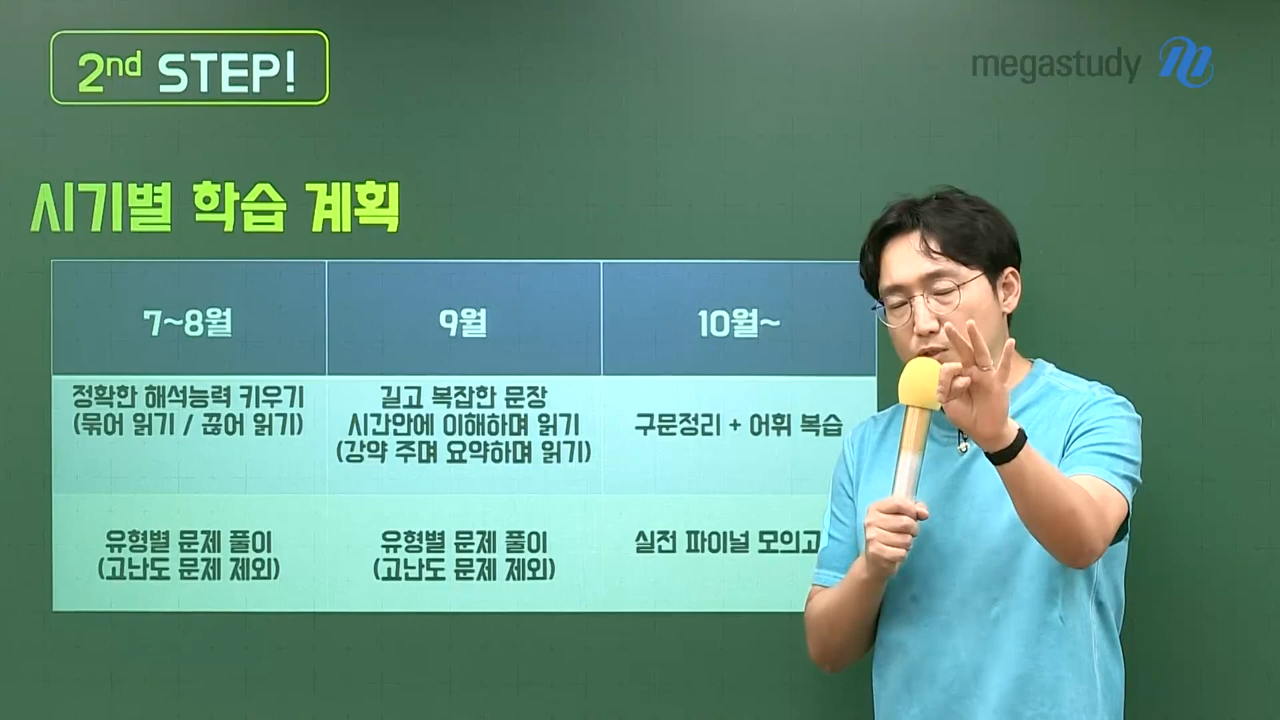 2nd STEP!
megastudy
시기별 학습 계획
7~8월
9월
10월~
정확한 해석능력 키우기
(묶어 읽기 / 끊어 읽기)
길고 복잡한 문장
시간안에 이해하며 읽기
(강약 주며 요약하며 읽기)
구문정리 + 어휘 복습
유형별 문제 풀이
(고난도 문제 제외)
유형별 문제 풀이
(고난도 문제 제외)
실전 파이널 모의고